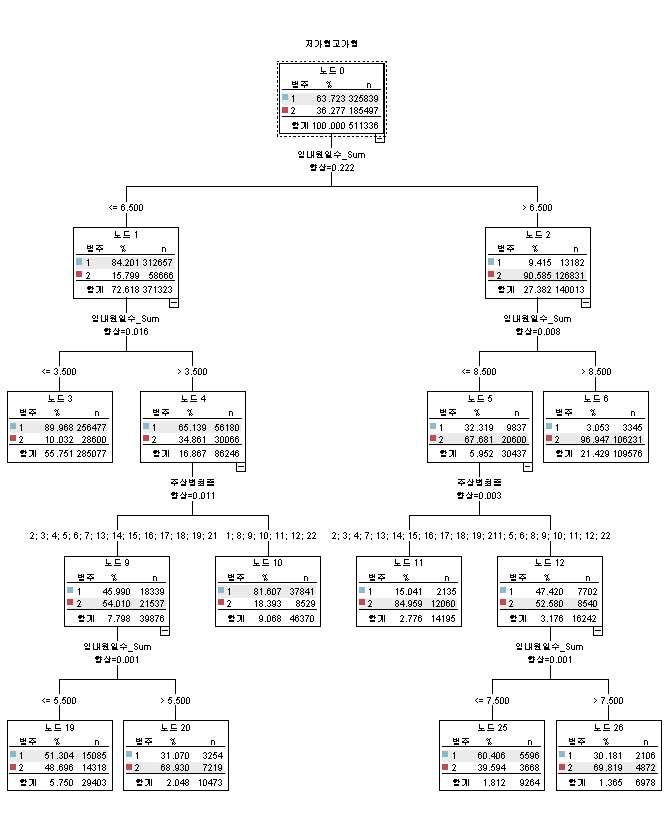 저가형고가형
노드 0
범주 % n
1 63.723 325839
2 36.277 185497
합계 100.000 511336
입내원일수_Sum
향상=0.222
<= 6.500
> 6.500
노드 1
범주 % n
1 84.201 312657
2 15.799 58666
합계 72.618 371323
노드 2
범주 % n
1 9.415 13182
2 90.585 126831
합계 27.382 140013
입내원일수_Sum
향상=0.016
입내원일수_Sum
향상=0.008
<= 3.500
> 3.500
<= 8.500
> 8.500
노드 3
범주 % n
1 89.968 256477
2 10.032 28600
합계 55.751 285077
노드 4
범주 % n
1 65.139 56180
2 34.861 30066
합계 16.867 86246
노드 5
범주 % n
1 32.319 9837
2 67.681 20600
합계 5.952 30437
노드 6
범주 % n
1 3.053 3345
2 96.947 106231
합계 21.429 109576
주상병최종
향상=0.011
주상병최종
향상=0.003
2; 3; 4; 5; 6; 7; 13; 14; 15; 16; 17; 18; 19; 21
1; 8; 9; 10; 11; 12; 22
2; 3; 4; 7; 13; 14; 15; 16; 17; 18; 19; 21
1; 5; 6; 8; 9; 10; 11; 12; 22
노드 9
범주 % n
1 45.990 18339
2 54.010 21537
합계 7.798 39876
노드 10
범주 % n
1 81.607 37841
2 18.393 8529
합계 9.068 46370
노드 11
범주 % n
1 15.041 2135
2 84.959 12060
합계 2.776 14195
노드 12
범주 % n
1 47.420 7702
2 52.580 8540
합계 3.176 16242
입내원일수_Sum
향상=0.001
입내원일수_Sum
향상=0.001
<= 5.500
> 5.500
<= 7.500
> 7.500
노드 19
범주 % n
1 51.304 15085
2 48.696 14318
합계 5.750 29403
노드 20
범주 % n
1 31.070 3254
2 68.930 7219
합계 2.048 10473
노드 25
범주 % n
1 60.406 5596
2 39.594 3668
합계 1.812 9264
노드 26
범주 % n
1 30.181 2106
2 69.819 4872
합계 1.365 6978